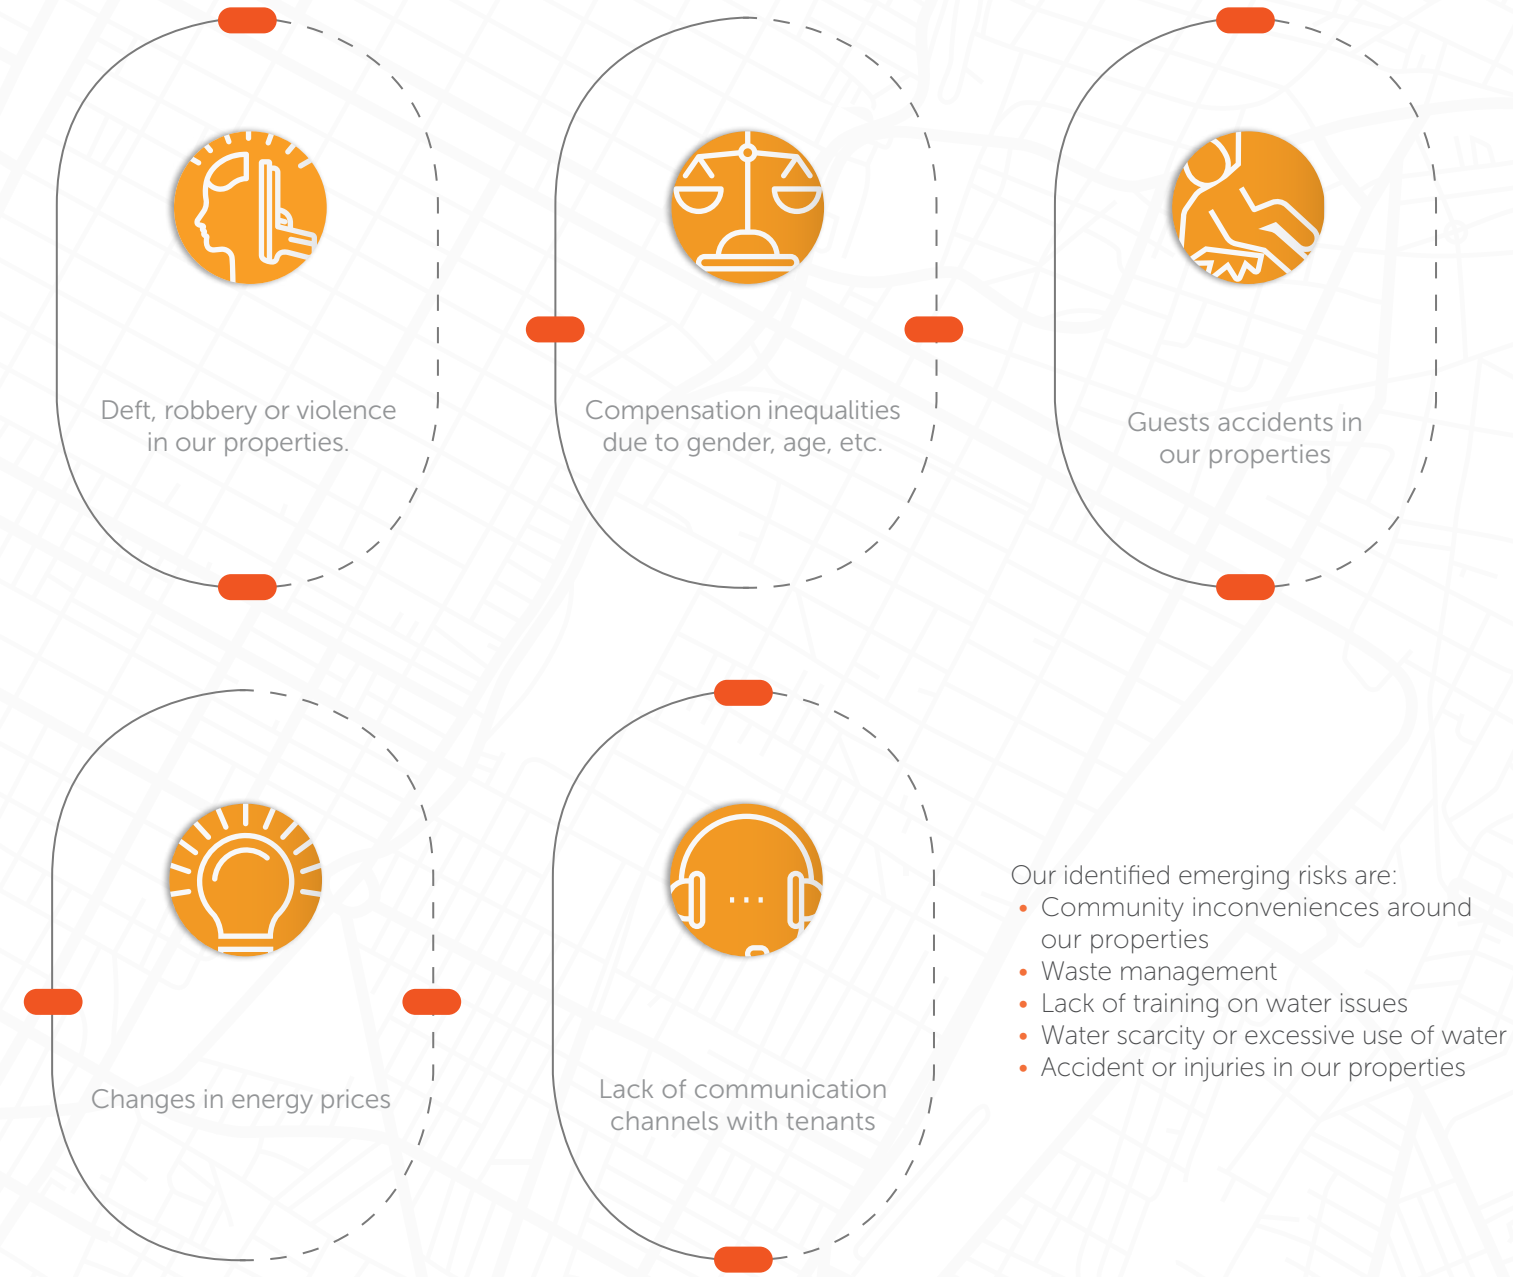 Deft, robbery or violence
in our properties.
Compensation inequalities
due to gender, age, etc.
Guests accidents in
our properties
Changes in energy prices
Lack of communication
channels with tenants
Our identified emerging risks are:
• Community inconveniences around
our properties
• Waste management
• Lack of training on water issues
• Water scarcity or excessive use of water
• Accident or injuries in our properties